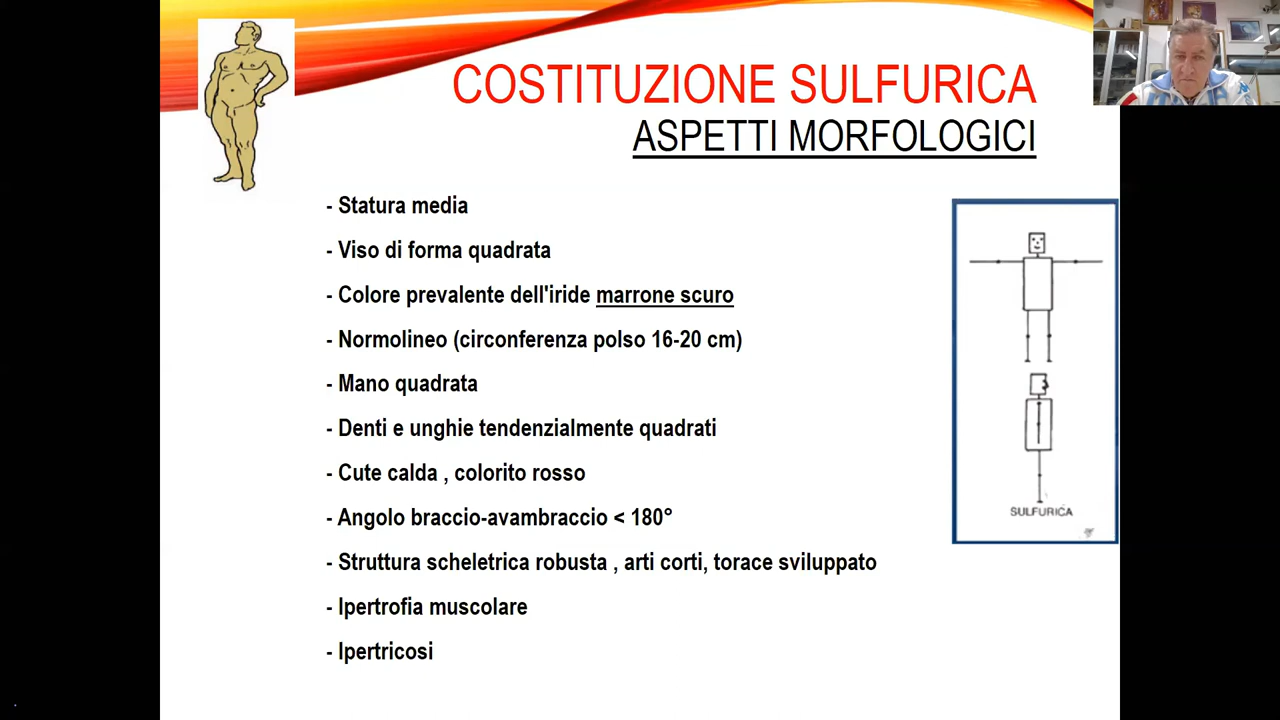 COSTITUZIONE SULFURICA
ASPETTI MORFOLOGICI
- Statura media
- Viso di forma quadrata
- Colore prevalente dell'iride marrone scuro
- Normolineo (circonferenza polso 16-20 cm)
- Mano quadrata
- Denti e unghie tendenzialmente quadrati
- Cute calda , colorito rosso
- Angolo braccio-avambraccio < 180°
- Struttura scheletrica robusta , arti corti, torace sviluppato
- Ipertrofia muscolare
- Ipertricosi
SULFURICA